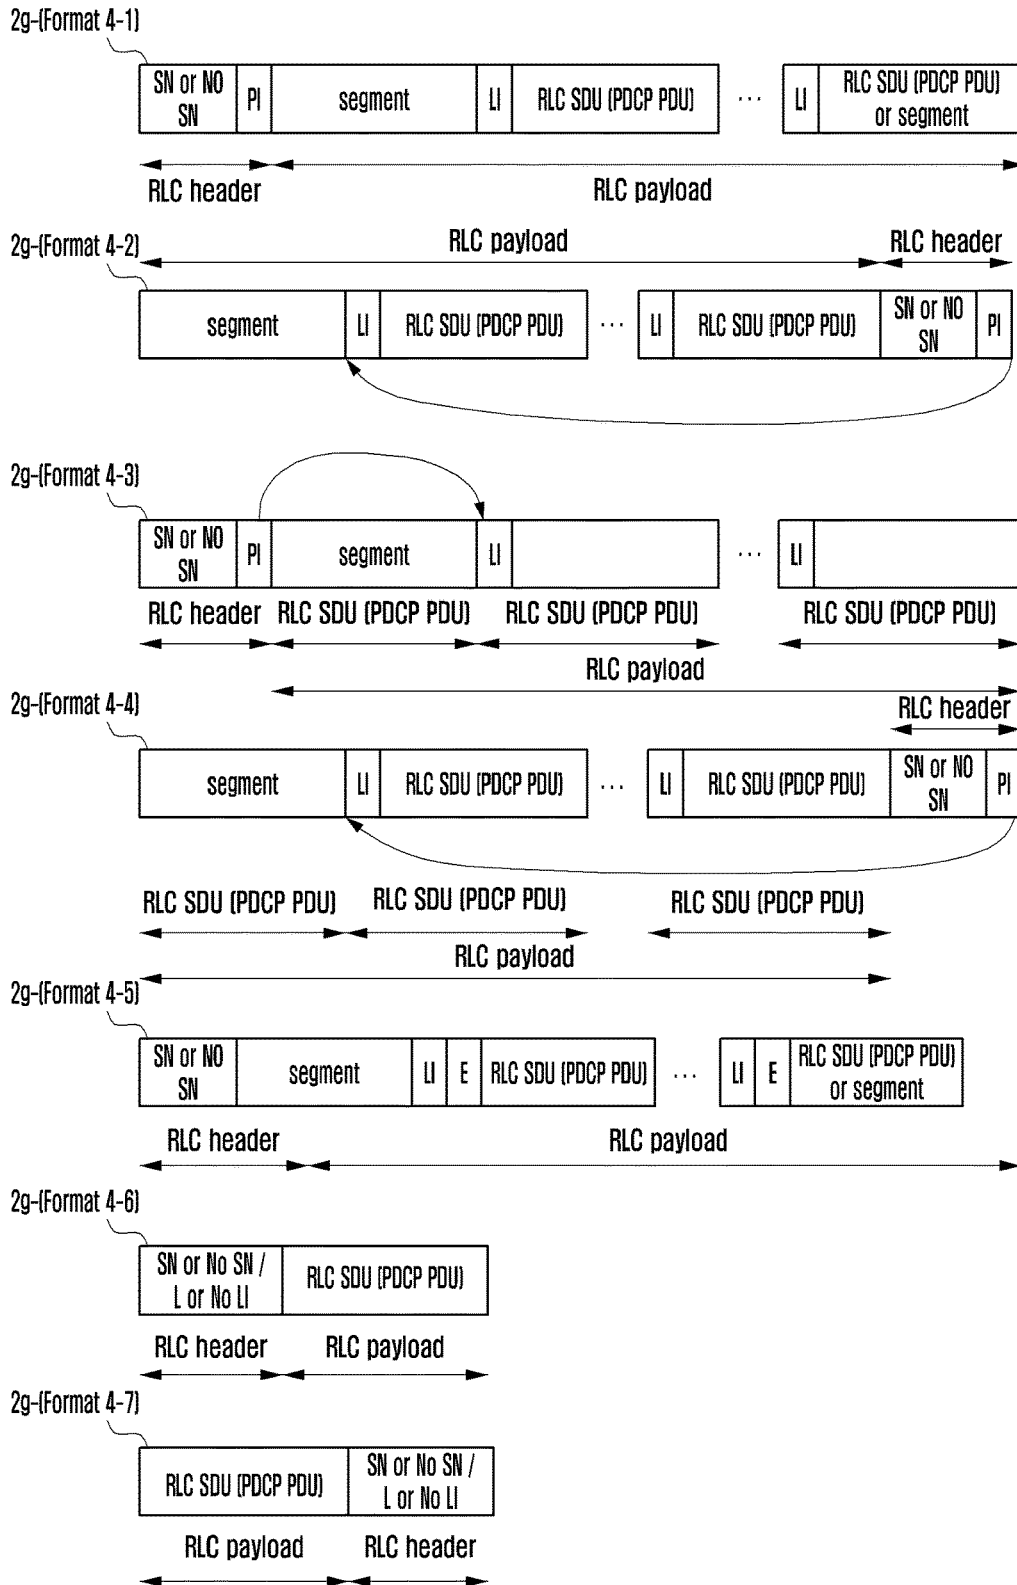 2g-(Format 4-1)
SN or NO SN PI segment LI RLC SDU (PDCP PDU) ... LI RLC SDU (PDCP PDU) or segment
RLC header RLC payload
2g-(Format 4-2)
RLC payload RLC header
segment LI RLC SDU (PDCP PDU) ... LI RLC SDU (PDCP PDU) SN or NO SN PI
2g-(Format 4-3)
SN or NO SN PI segment LI ... LI
RLC header RLC SDU (PDCP PDU) RLC SDU (PDCP PDU) RLC SDU (PDCP PDU)
RLC payload
2g-(Format 4-4)
RLC header
segment LI RLC SDU (PDCP PDU) ... LI RLC SDU (PDCP PDU) SN or NO SN PI
RLC SDU (PDCP PDU) RLC SDU (PDCP PDU) RLC SDU (PDCP PDU)
RLC payload
2g-(Format 4-5)
SN or NO SN segment LI E RLC SDU (PDCP PDU) ... LI E RLC SDU (PDCP PDU) or segment
RLC header RLC payload
2g-(Format 4-6)
SN or No SN / L or No LI RLC SDU (PDCP PDU)
RLC header RLC payload
2g-(Format 4-7)
RLC SDU (PDCP PDU) SN or No SN / L or No LI
RLC payload RLC header